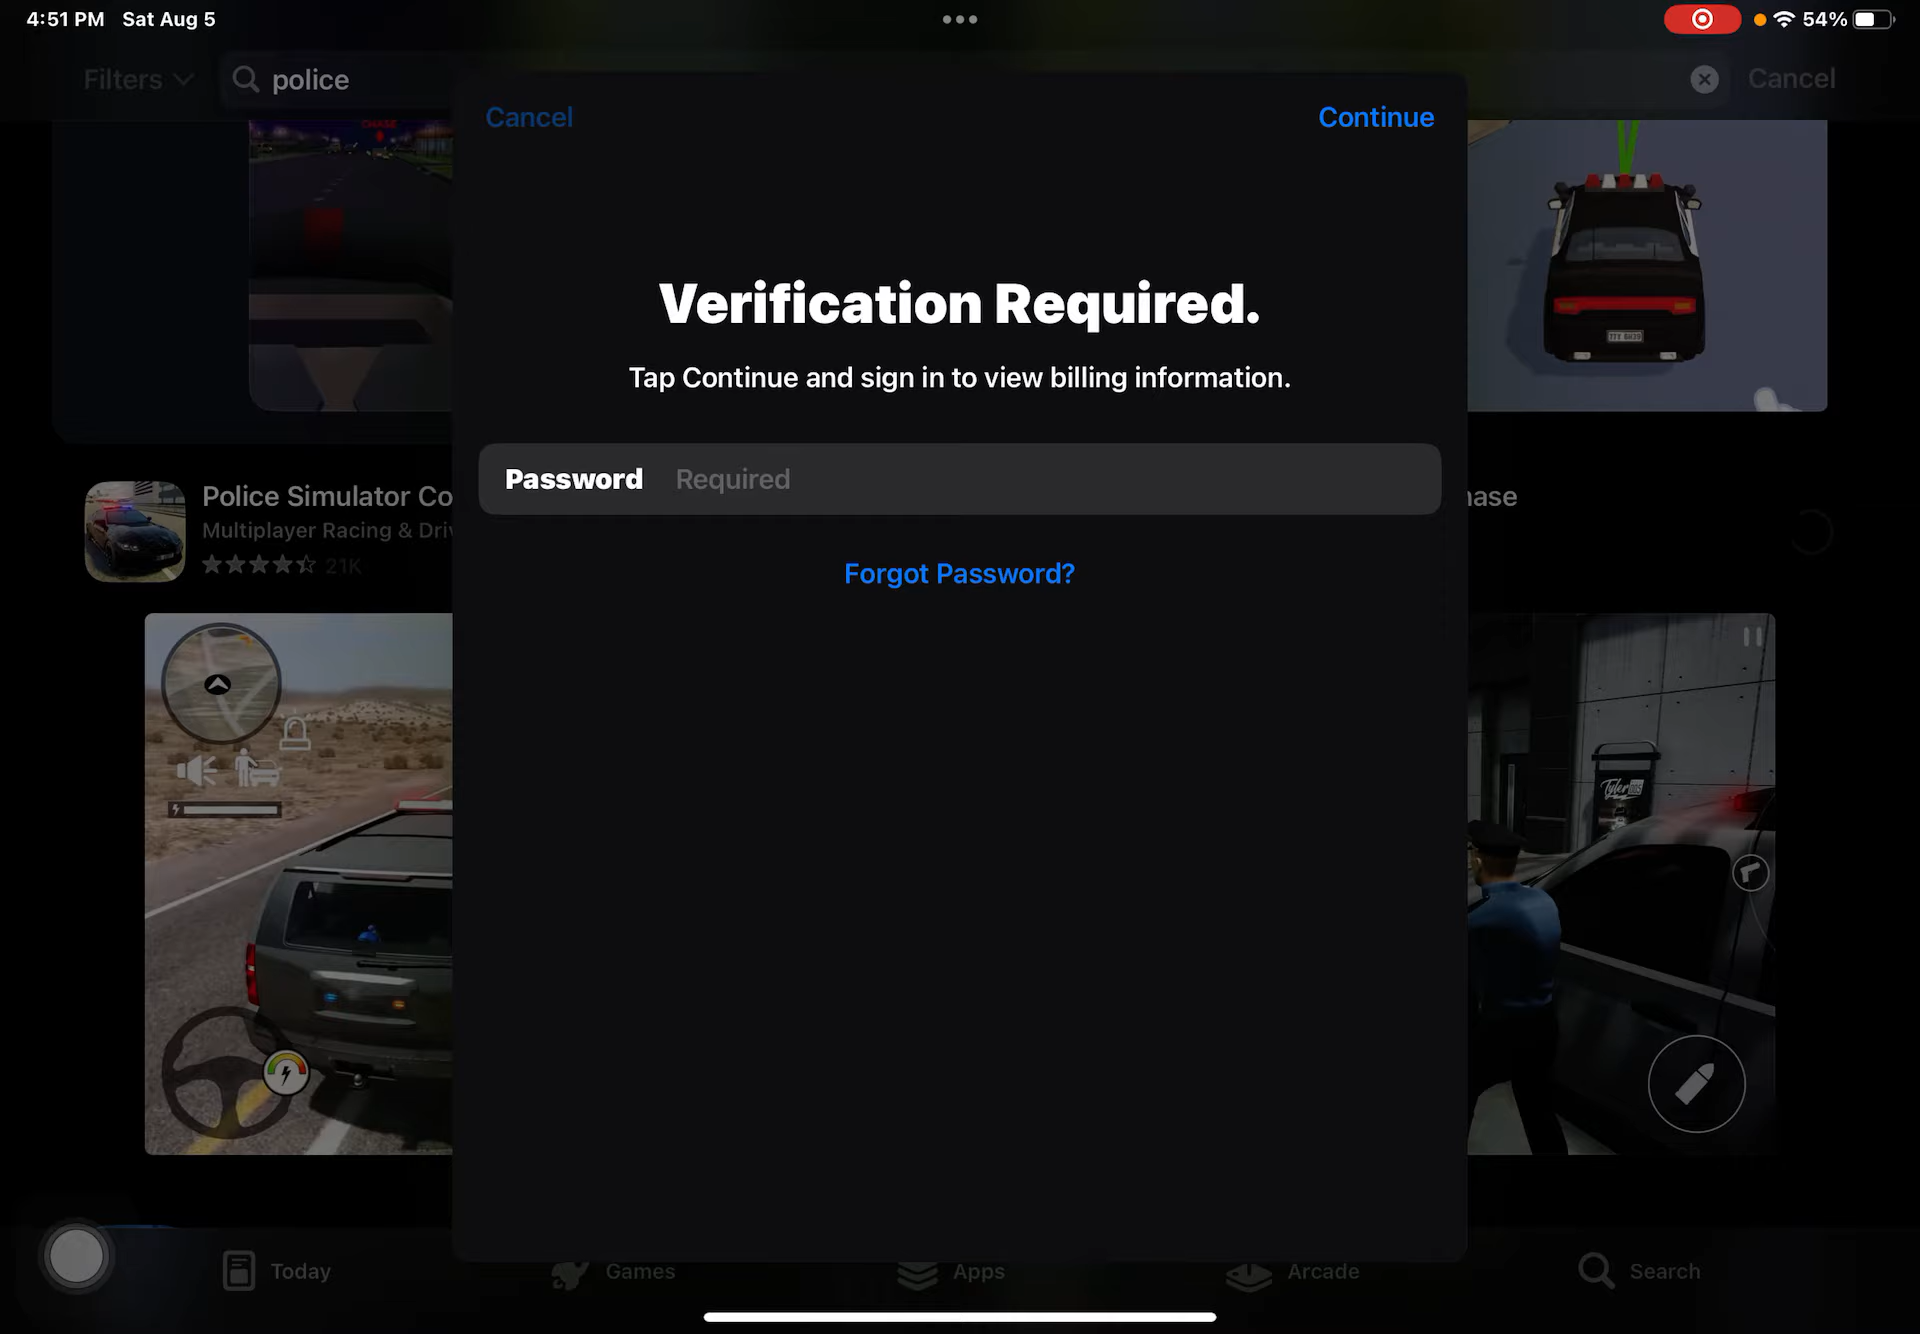 4:51 PM Sat Aug 5
54%
Filters
police
Cancel
Cancel
Continue
CHASE
Verification Required.
Tap Continue and sign in to view billing information.
Password Required
Forgot Password?
Police Simulator Co
Multiplayer Racing & Driv
21K
hase
Today
Games
Apps
Arcade
Search